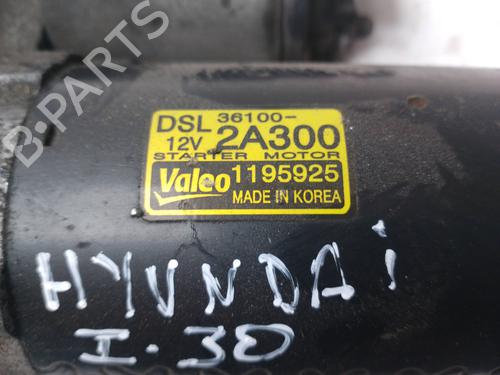 B-PARTS
DSL 36100-
12V 2A300
STARTER MOTOR
Valeo 1195925
MADE IN KOREA
HYUNDAi
I-30